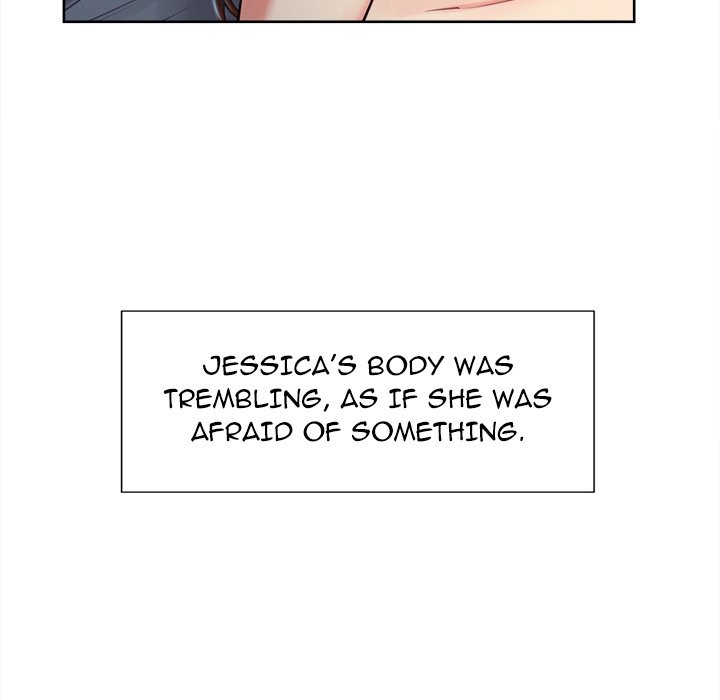 JESSICA'S BODY WAS
TREMBLING, AS IF SHE WAS
AFRAID OF SOMETHING.